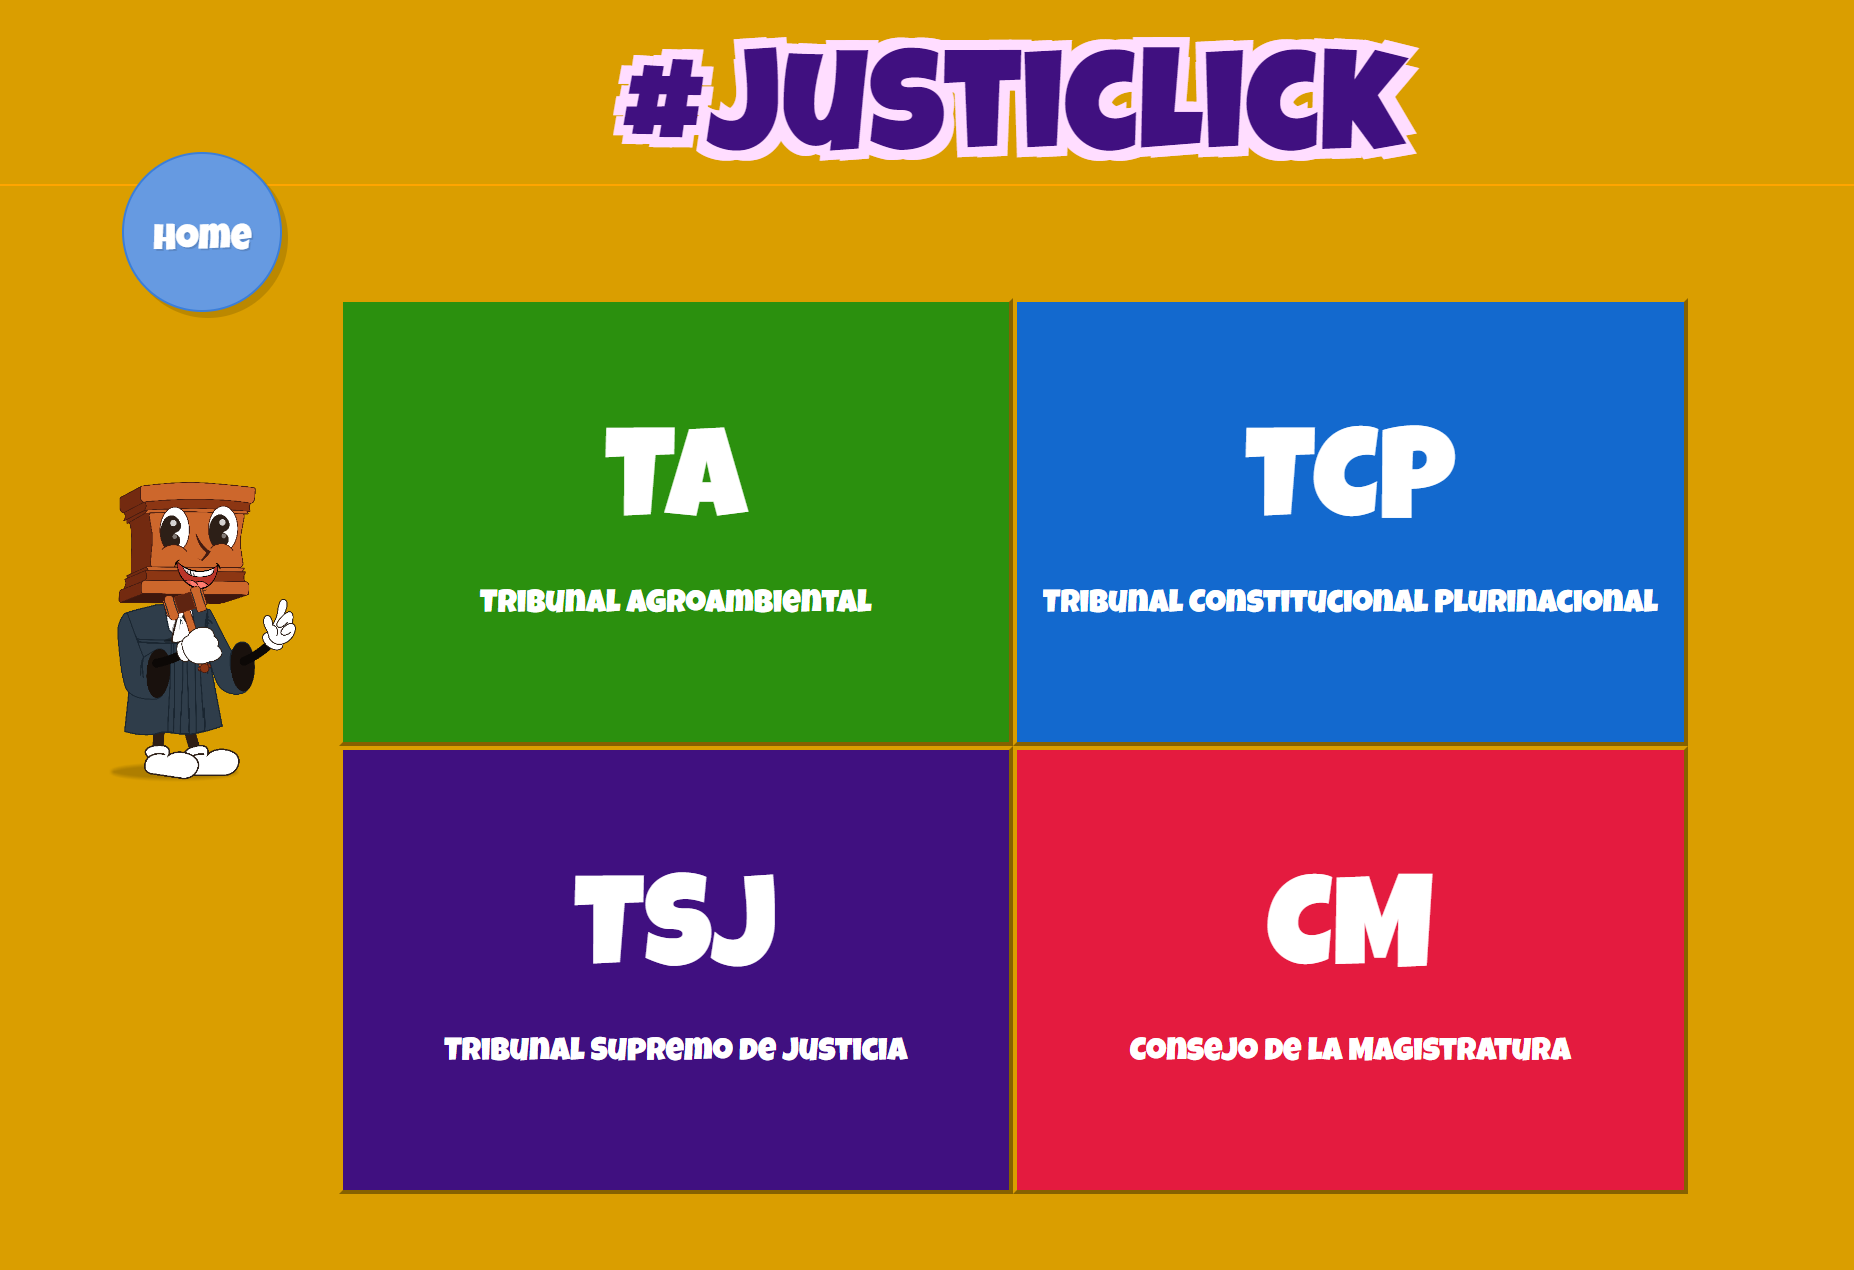 #JUSTICLICK
Home
TA
TRIBUNAL AGROAMBIENTAL
TCP
TRIBUNAL CONSTITUCIONAL PLURINACIONAL
TSJ
TRIBUNAL SUPREMO DE JUSTICIA
CM
CONSEJO DE LA MAGISTRATURA